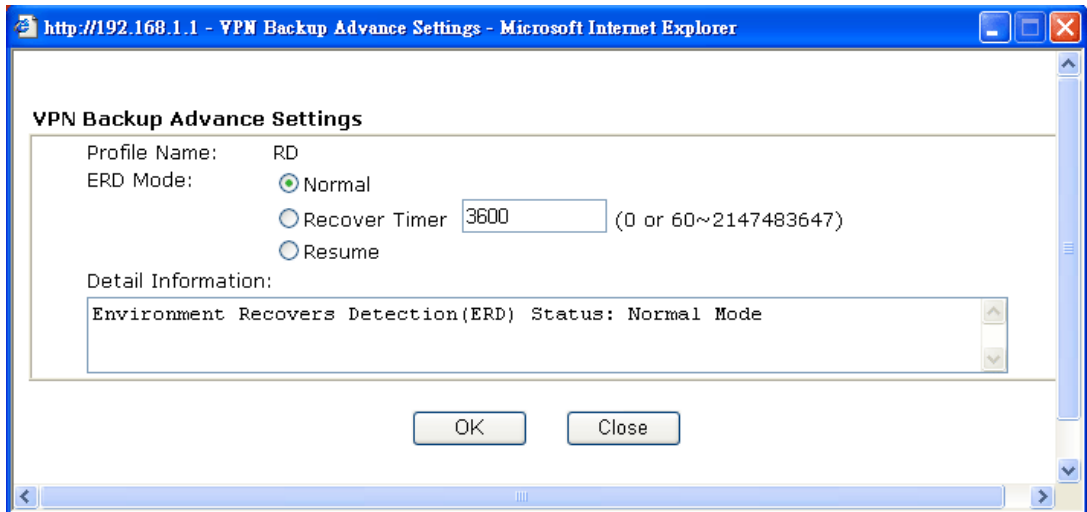 http://192.168.1.1 - VPN Backup Advance Settings - Microsoft Internet Explorer
VPN Backup Advance Settings
Profile Name: RD
ERD Mode: Normal
Recover Timer 3600 (0 or 60~2147483647)
Resume
Detail Information:
Environment Recovers Detection(ERD) Status: Normal Mode
OK Close